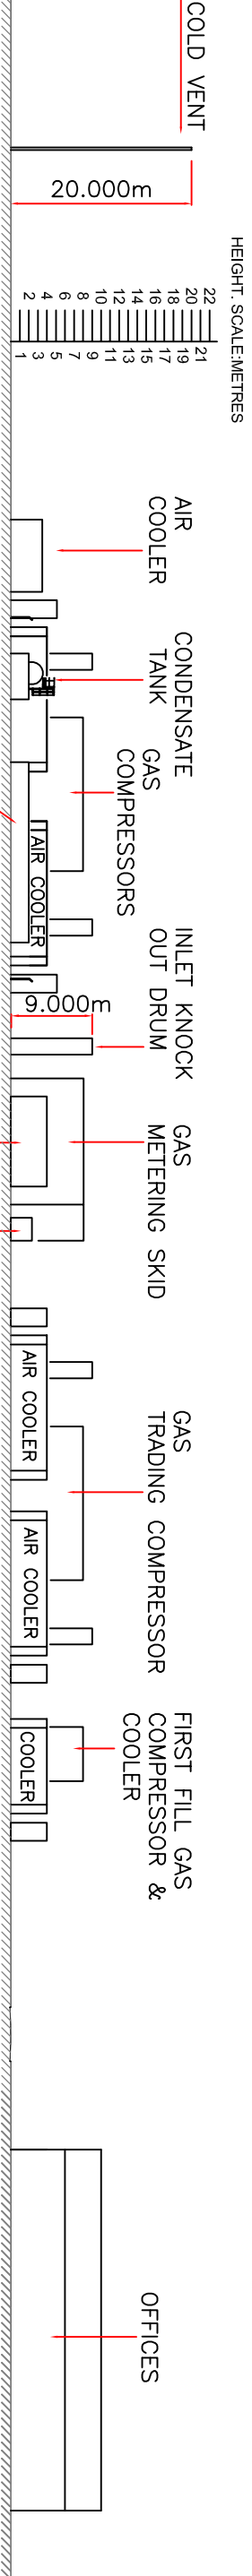 COLD VENT
20.000m
HEIGHT. SCALE:METRES
22
21
20
19
18
17
16
15
14
13
12
11
10
9
8
7
6
5
4
3
2
1
AIR
COOLER
CONDENSATE
TANK
GAS
COMPRESSORS
AIR COOLER
INLET KNOCK
OUT DRUM
9.000m
GAS
METERING SKID
GAS
TRADING COMPRESSOR
AIR COOLER
AIR COOLER
FIRST FILL GAS
COMPRESSOR &
COOLER
COOLER
OFFICES